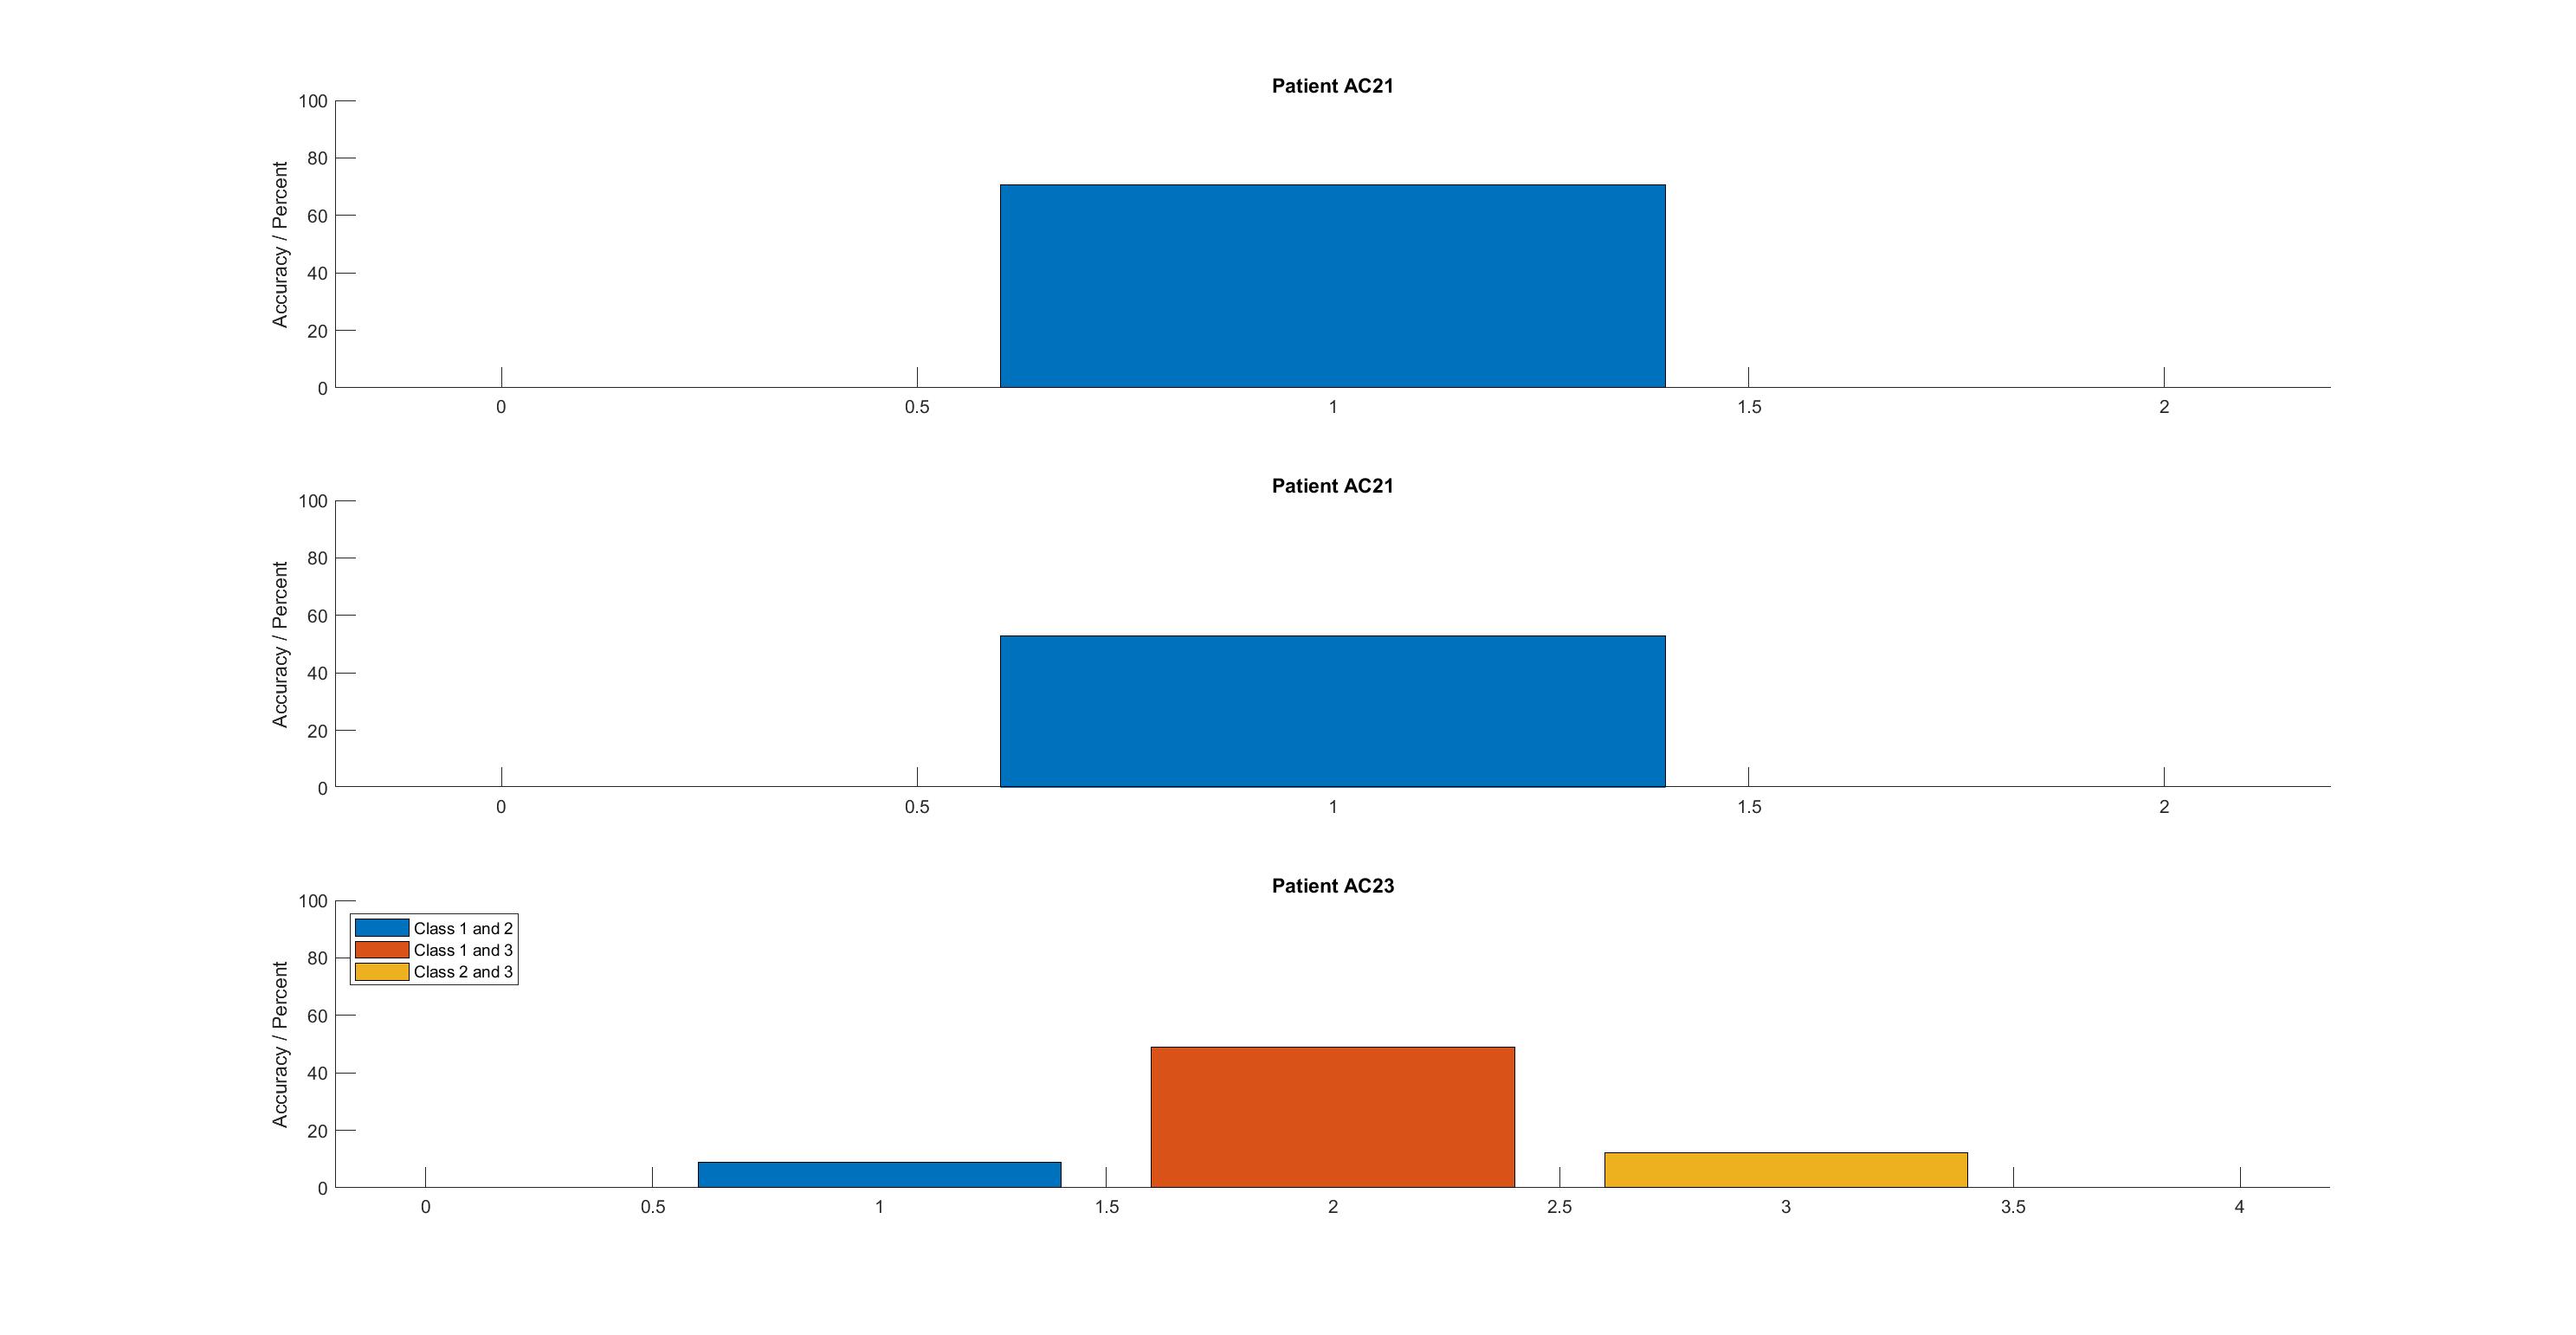 Patient AC21
100
80
60
40
20
0
Accuracy / Percent
0 0.5 1 1.5 2
Patient AC21
100
80
60
40
20
0
Accuracy / Percent
0 0.5 1 1.5 2
Patient AC23
100
80
60
40
20
0
Accuracy / Percent
Class 1 and 2
Class 1 and 3
Class 2 and 3
0 0.5 1 1.5 2 2.5 3 3.5 4